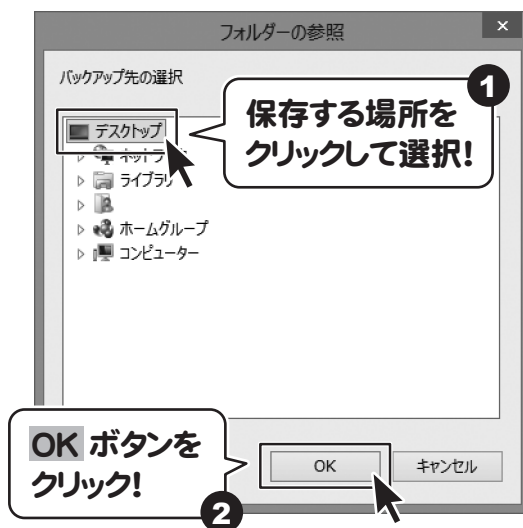 フォルダーの参照
×
バックアップ先の選択
1
保存する場所を
クリックして選択!
デスクトップ
ライブラリ
ホームグループ
コンピューター
OK ボタンを
クリック!
2
OK
キャンセル